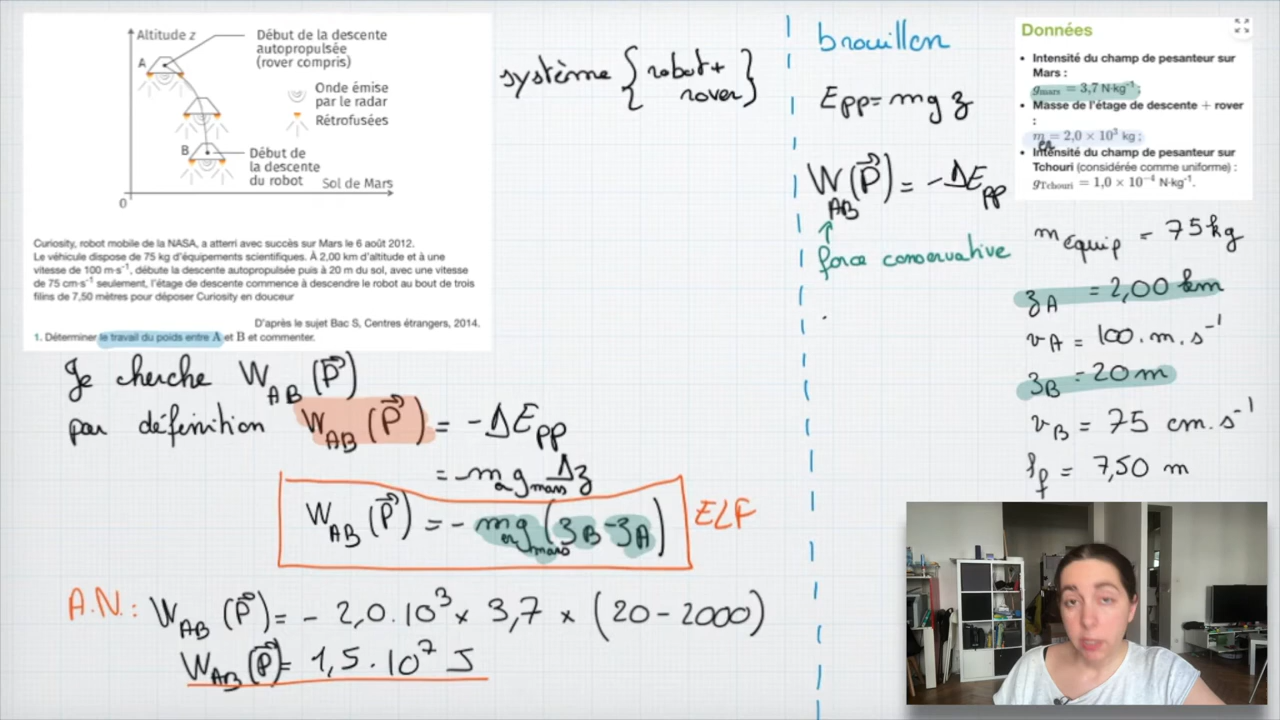 Altitude z
A
B
0
Début de la descente
autopropulsée
(rover compris)
Onde émise
par le radar
Rétrofusées
Début de
la descente
du robot
Sol de Mars
Curiosity, robot mobile de la NASA, a atterri avec succès sur Mars le 6 août 2012.
Le véhicule dispose de 75 kg d'équipements scientifiques. À 2,00 km d'altitude et à une
vitesse de 100 m·s⁻¹, débute la descente autopropulsée puis à 20 m du sol, avec une vitesse
de 75 cm·s⁻¹ seulement, l'étage de descente commence à descendre le robot au bout de trois
filins de 7,50 mètres pour déposer Curiosity en douceur
D'après le sujet Bac S, Centres étrangers, 2014.
1. Déterminer le travail du poids entre A et B et commenter.
système { robot +
rover }
Je cherche W_AB(P⃗)
par définition W_AB(P⃗) = -ΔE_pp
= -m g_mars Δz
W_AB(P⃗) = - m_er g_mars (z_B - z_A)
ELF
A.N.: W_AB(P⃗) = - 2,0.10³ × 3,7 × (20 - 2000)
W_AB(P⃗) = 1,5.10⁷ J
brouillon
Epp = mgz
W_AB(P⃗) = -ΔE_pp
↑
force conservative
Données
• Intensité du champ de pesanteur sur
Mars :
g_mars = 3,7 N·kg⁻¹ ;
• Masse de l'étage de descente + rover
:
m_er = 2,0 × 10³ kg ;
• Intensité du champ de pesanteur sur
Tchouri (considérée comme uniforme) :
g_Tchouri = 1,0 × 10⁻⁴ N·kg⁻¹.
m_équip = 75 kg
z_A = 2,00 km
v_A = 100. m. s⁻¹
z_B = 20 m
v_B = 75 cm. s⁻¹
l_f = 7,50 m